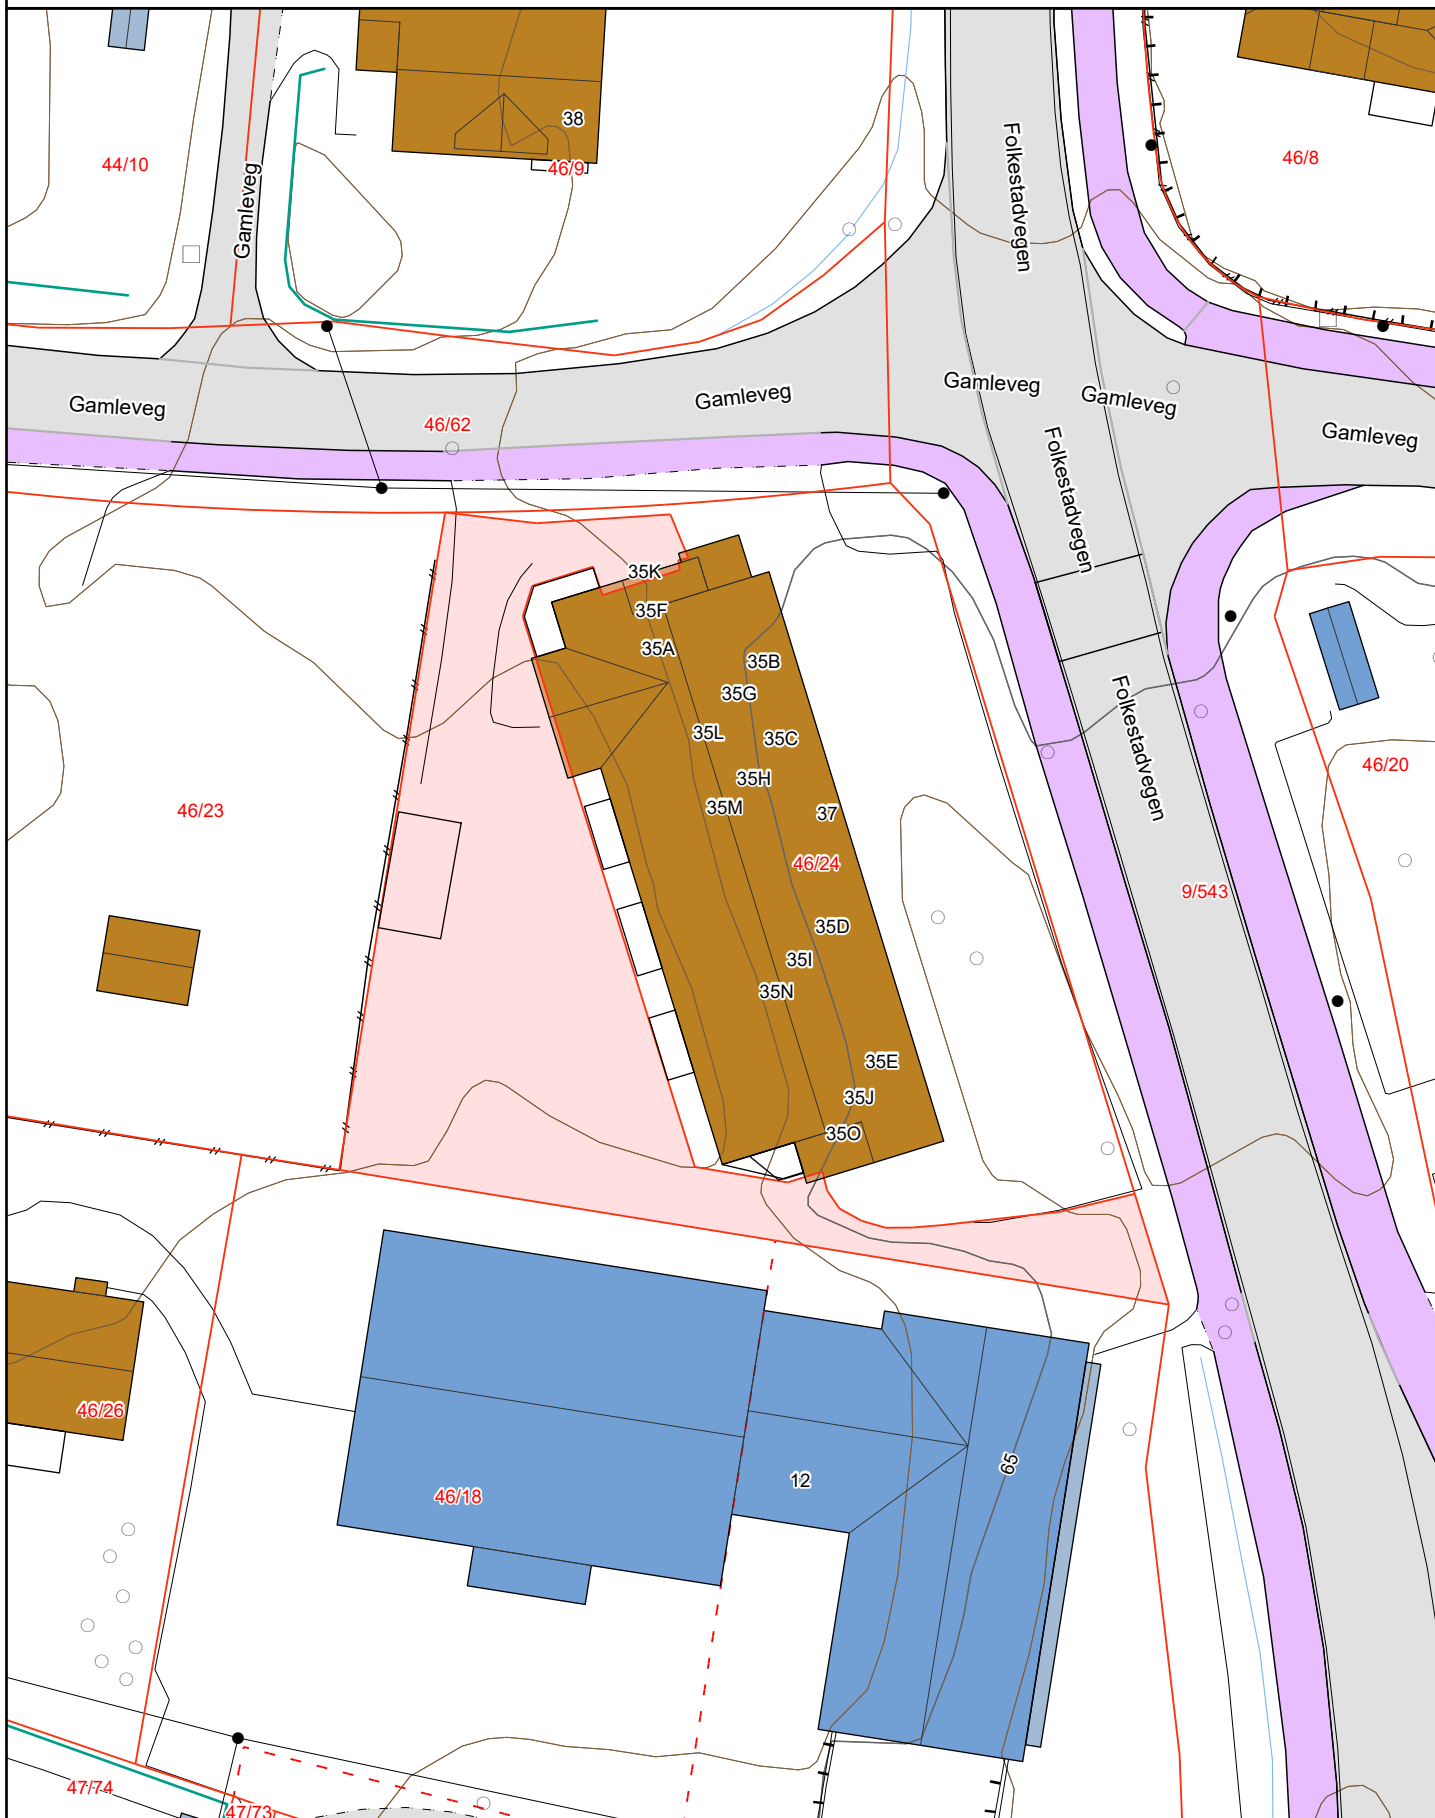 38
44/10
46/9
46/8
Gamleveg
Folkestadvegen
Gamleveg
Gamleveg
Gamleveg
Gamleveg
Gamleveg
46/62
Folkestadvegen
35K
35F
35A
35B
35G
35L
35C
Folkestadvegen
46/20
35H
35M
37
46/23
46/24
9/543
35D
35I
35N
35E
35J
35O
46/26
65
12
46/18
47/74
47/73